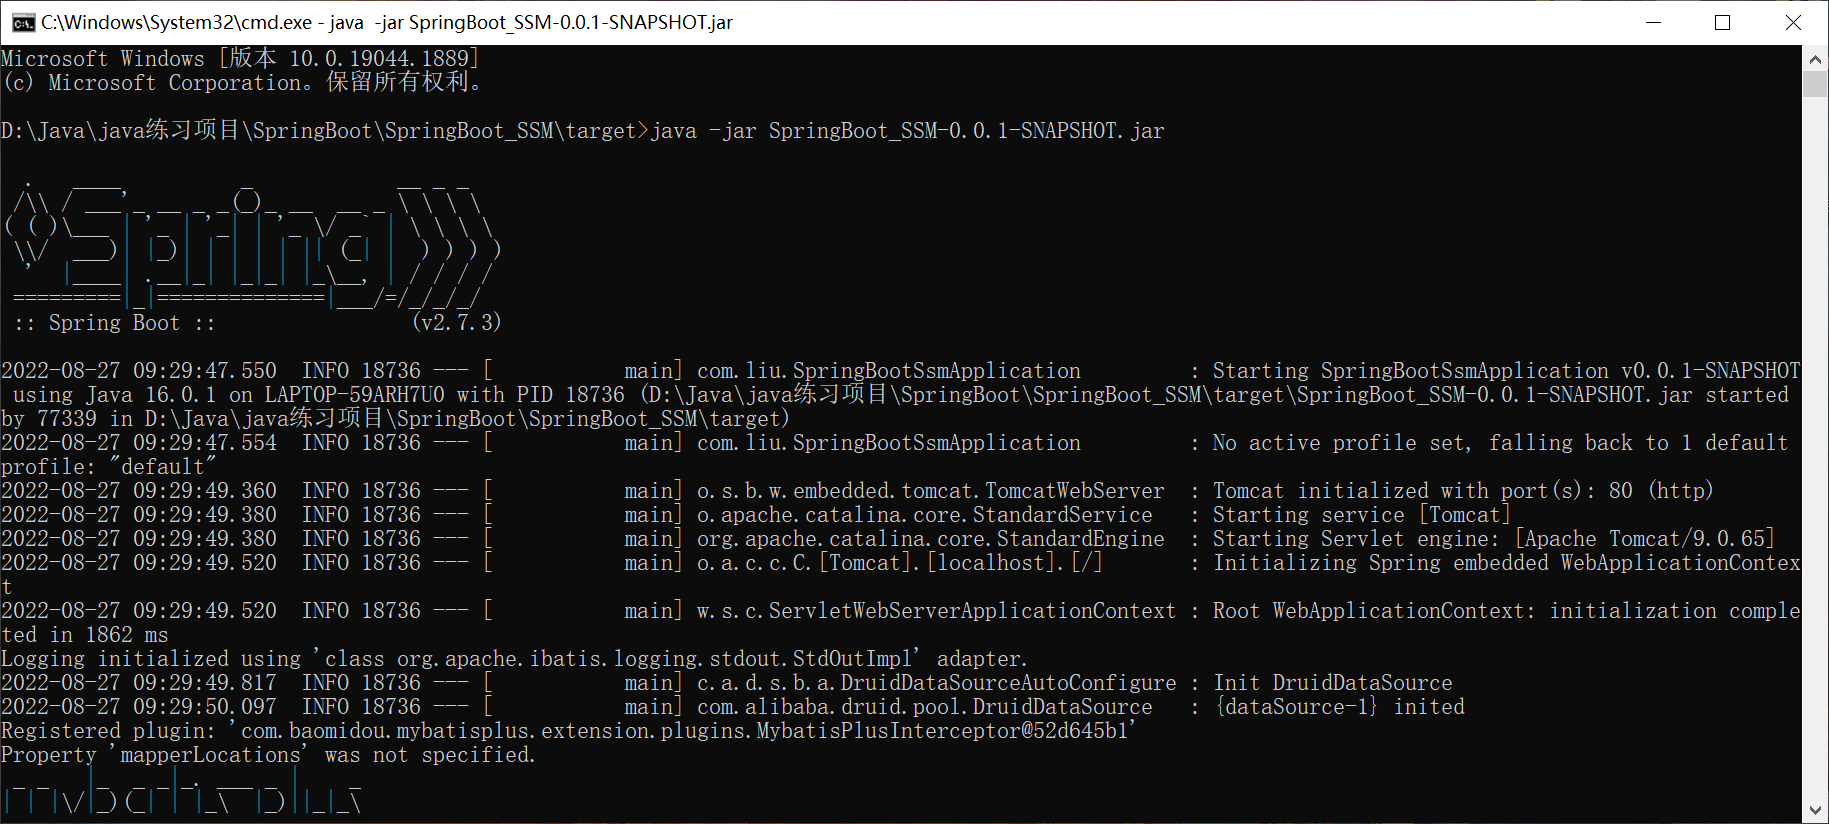 C:\Windows\System32\cmd.exe - java  -jar SpringBoot_SSM-0.0.1-SNAPSHOT.jar
Microsoft Windows [版本 10.0.19044.1889]
(c) Microsoft Corporation。保留所有权利。
D:\Java\java练习项目\SpringBoot\SpringBoot_SSM\target>java -jar SpringBoot_SSM-0.0.1-SNAPSHOT.jar
Spring
:: Spring Boot ::                (v2.7.3)
2022-08-27 09:29:47.550  INFO 18736 --- [           main] com.liu.SpringBootSsmApplication         : Starting SpringBootSsmApplication v0.0.1-SNAPSHOT
using Java 16.0.1 on LAPTOP-59ARH7U0 with PID 18736 (D:\Java\java练习项目\SpringBoot\SpringBoot_SSM\target\SpringBoot_SSM-0.0.1-SNAPSHOT.jar started
by 77339 in D:\Java\java练习项目\SpringBoot\SpringBoot_SSM\target)
2022-08-27 09:29:47.554  INFO 18736 --- [           main] com.liu.SpringBootSsmApplication         : No active profile set, falling back to 1 default
profile: "default"
2022-08-27 09:29:49.360  INFO 18736 --- [           main] o.s.b.w.embedded.tomcat.TomcatWebServer  : Tomcat initialized with port(s): 80 (http)
2022-08-27 09:29:49.380  INFO 18736 --- [           main] o.apache.catalina.core.StandardService   : Starting service [Tomcat]
2022-08-27 09:29:49.380  INFO 18736 --- [           main] org.apache.catalina.core.StandardEngine  : Starting Servlet engine: [Apache Tomcat/9.0.65]
2022-08-27 09:29:49.520  INFO 18736 --- [           main] o.a.c.c.C.[Tomcat].[localhost].[/]       : Initializing Spring embedded WebApplicationContex
t
2022-08-27 09:29:49.520  INFO 18736 --- [           main] w.s.c.ServletWebServerApplicationContext : Root WebApplicationContext: initialization comple
ted in 1862 ms
Logging initialized using 'class org.apache.ibatis.logging.stdout.StdOutImpl' adapter.
2022-08-27 09:29:49.817  INFO 18736 --- [           main] c.a.d.s.b.a.DruidDataSourceAutoConfigure : Init DruidDataSource
2022-08-27 09:29:50.097  INFO 18736 --- [           main] com.alibaba.druid.pool.DruidDataSource   : {dataSource-1} inited
Registered plugin: 'com.baomidou.mybatisplus.extension.plugins.MybatisPlusInterceptor@52d645b1'
Property 'mapperLocations' was not specified.